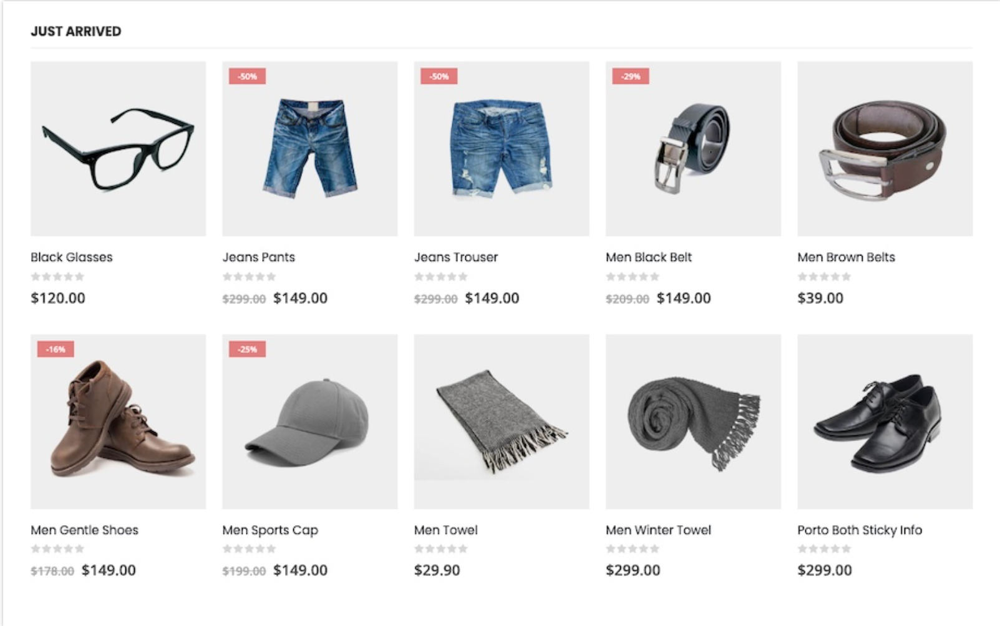 JUST ARRIVED
-50%
-50%
-29%
Black Glasses
Jeans Pants
Jeans Trouser
Men Black Belt
Men Brown Belts
$120.00
$299.00 $149.00
$299.00 $149.00
$209.00 $149.00
$39.00
-16%
-25%
Men Gentle Shoes
Men Sports Cap
Men Towel
Men Winter Towel
Porto Both Sticky Info
$178.00 $149.00
$199.00 $149.00
$29.90
$299.00
$299.00